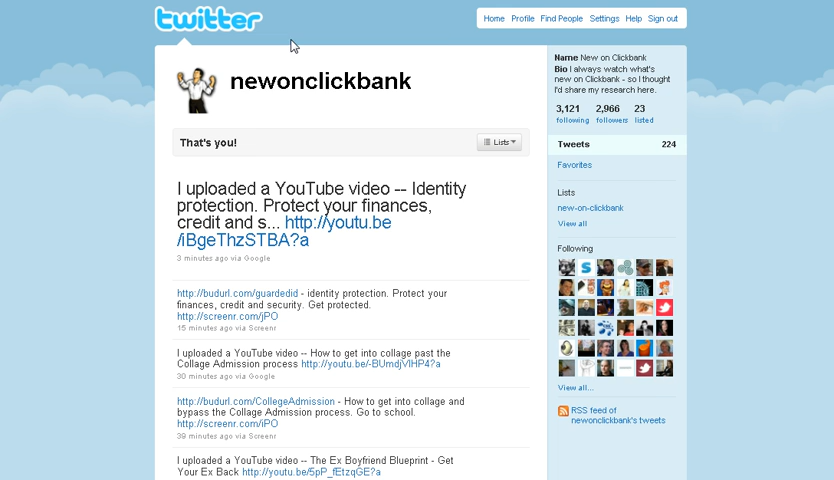 twitter
Home Profile Find People Settings Help Sign out
newonclickbank
That's you!
Lists
I uploaded a YouTube video -- Identity
protection. Protect your finances,
credit and s... http://youtu.be
/iBgeThzSTBA?a
3 minutes ago via Google
http://budurl.com/guardedid - identity protection. Protect your
finances, credit and security. Get protected.
http://screenr.com/jPO
15 minutes ago via Screenr
I uploaded a YouTube video -- How to get into collage past the
Collage Admission process http://youtu.be/-BUmdjVlHP4?a
30 minutes ago via Google
http://budurl.com/CollegeAdmission - How to get into collage and
bypass the Collage Admission process. Go to school.
http://screenr.com/iPO
39 minutes ago via Screenr
I uploaded a YouTube video -- The Ex Boyfriend Blueprint - Get
Your Ex Back http://youtu.be/5pP_fEtzqGE?a
Name New on Clickbank
Bio I always watch what's
new on Clickbank - so I thought
I'd share my research here.
3,121 2,966 23
following followers listed
Tweets 224
Favorites
Lists
new-on-clickbank
View all
Following
View all...
RSS feed of
newonclickbank's tweets